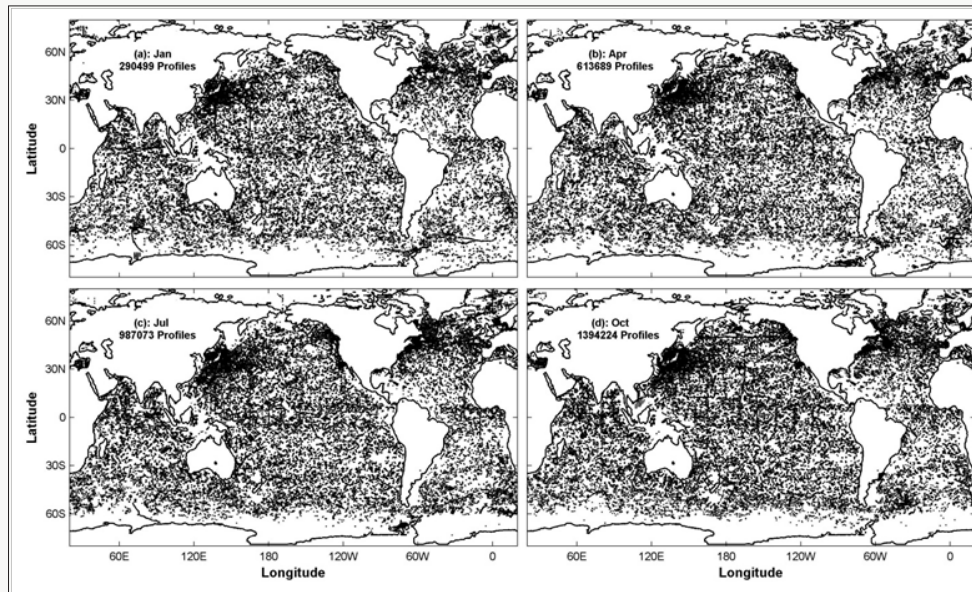 (a): Jan
290499 Profiles
(b): Apr
613689 Profiles
60N
30N
0
30S
60S
Latitude
(c): Jul
987073 Profiles
(d): Oct
1394224 Profiles
60N
30N
0
30S
60S
Latitude
60E
120E
180
120W
60W
0
60E
120E
180
120W
60W
0
Longitude
Longitude